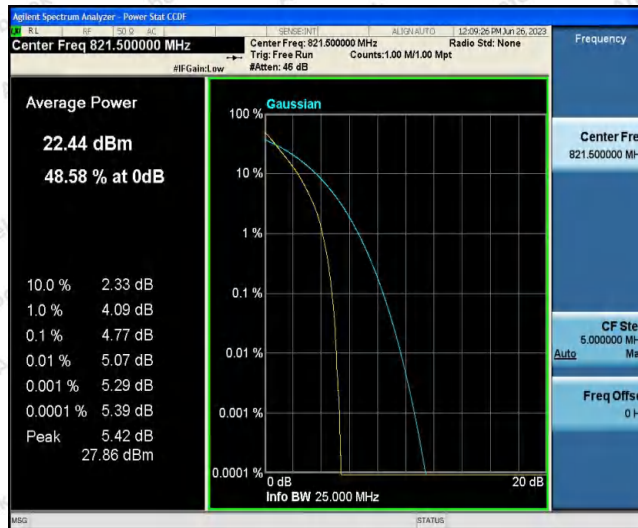 Agilent Spectrum Analyzer - Power Stat CCDF
RL RF 50 Ω AC SENSE:INT ALIGN AUTO 12:09:26 PM Jun 26, 2023
Center Freq 821.500000 MHz
Center Freq: 821.500000 MHz Radio Std: None
Trig: Free Run Counts:1.00 M/1.00 Mpt
#IFGain:Low #Atten: 46 dB
Frequency
Average Power
22.44 dBm
48.58 % at 0dB
10.0 % 2.33 dB
1.0 % 4.09 dB
0.1 % 4.77 dB
0.01 % 5.07 dB
0.001 % 5.29 dB
0.0001 % 5.39 dB
Peak 5.42 dB
27.86 dBm
Gaussian
100 %
10 %
1 %
0.1 %
0.01 %
0.001 %
0.0001 %
0 dB 20 dB
Info BW 25.000 MHz
Center Fre
821.500000 MH
CF Ste
5.000000 MH
Auto Ma
Freq Offse
0 H
MSG STATUS